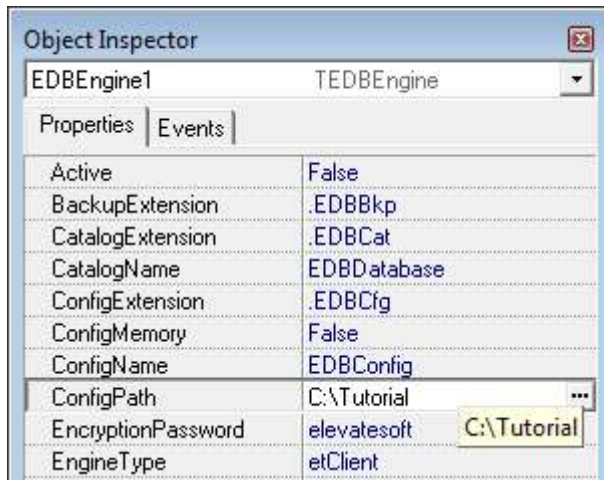 Object Inspector
EDBEngine1 TEDBEngine
Properties Events
Active False
BackupExtension .EDBBkp
CatalogExtension .EDBCat
CatalogName EDBDatabase
ConfigExtension .EDBCfg
ConfigMemory False
ConfigName EDBConfig
ConfigPath C:\Tutorial ...
EncryptionPassword elevatesoft C:\Tutorial
EngineType etClient